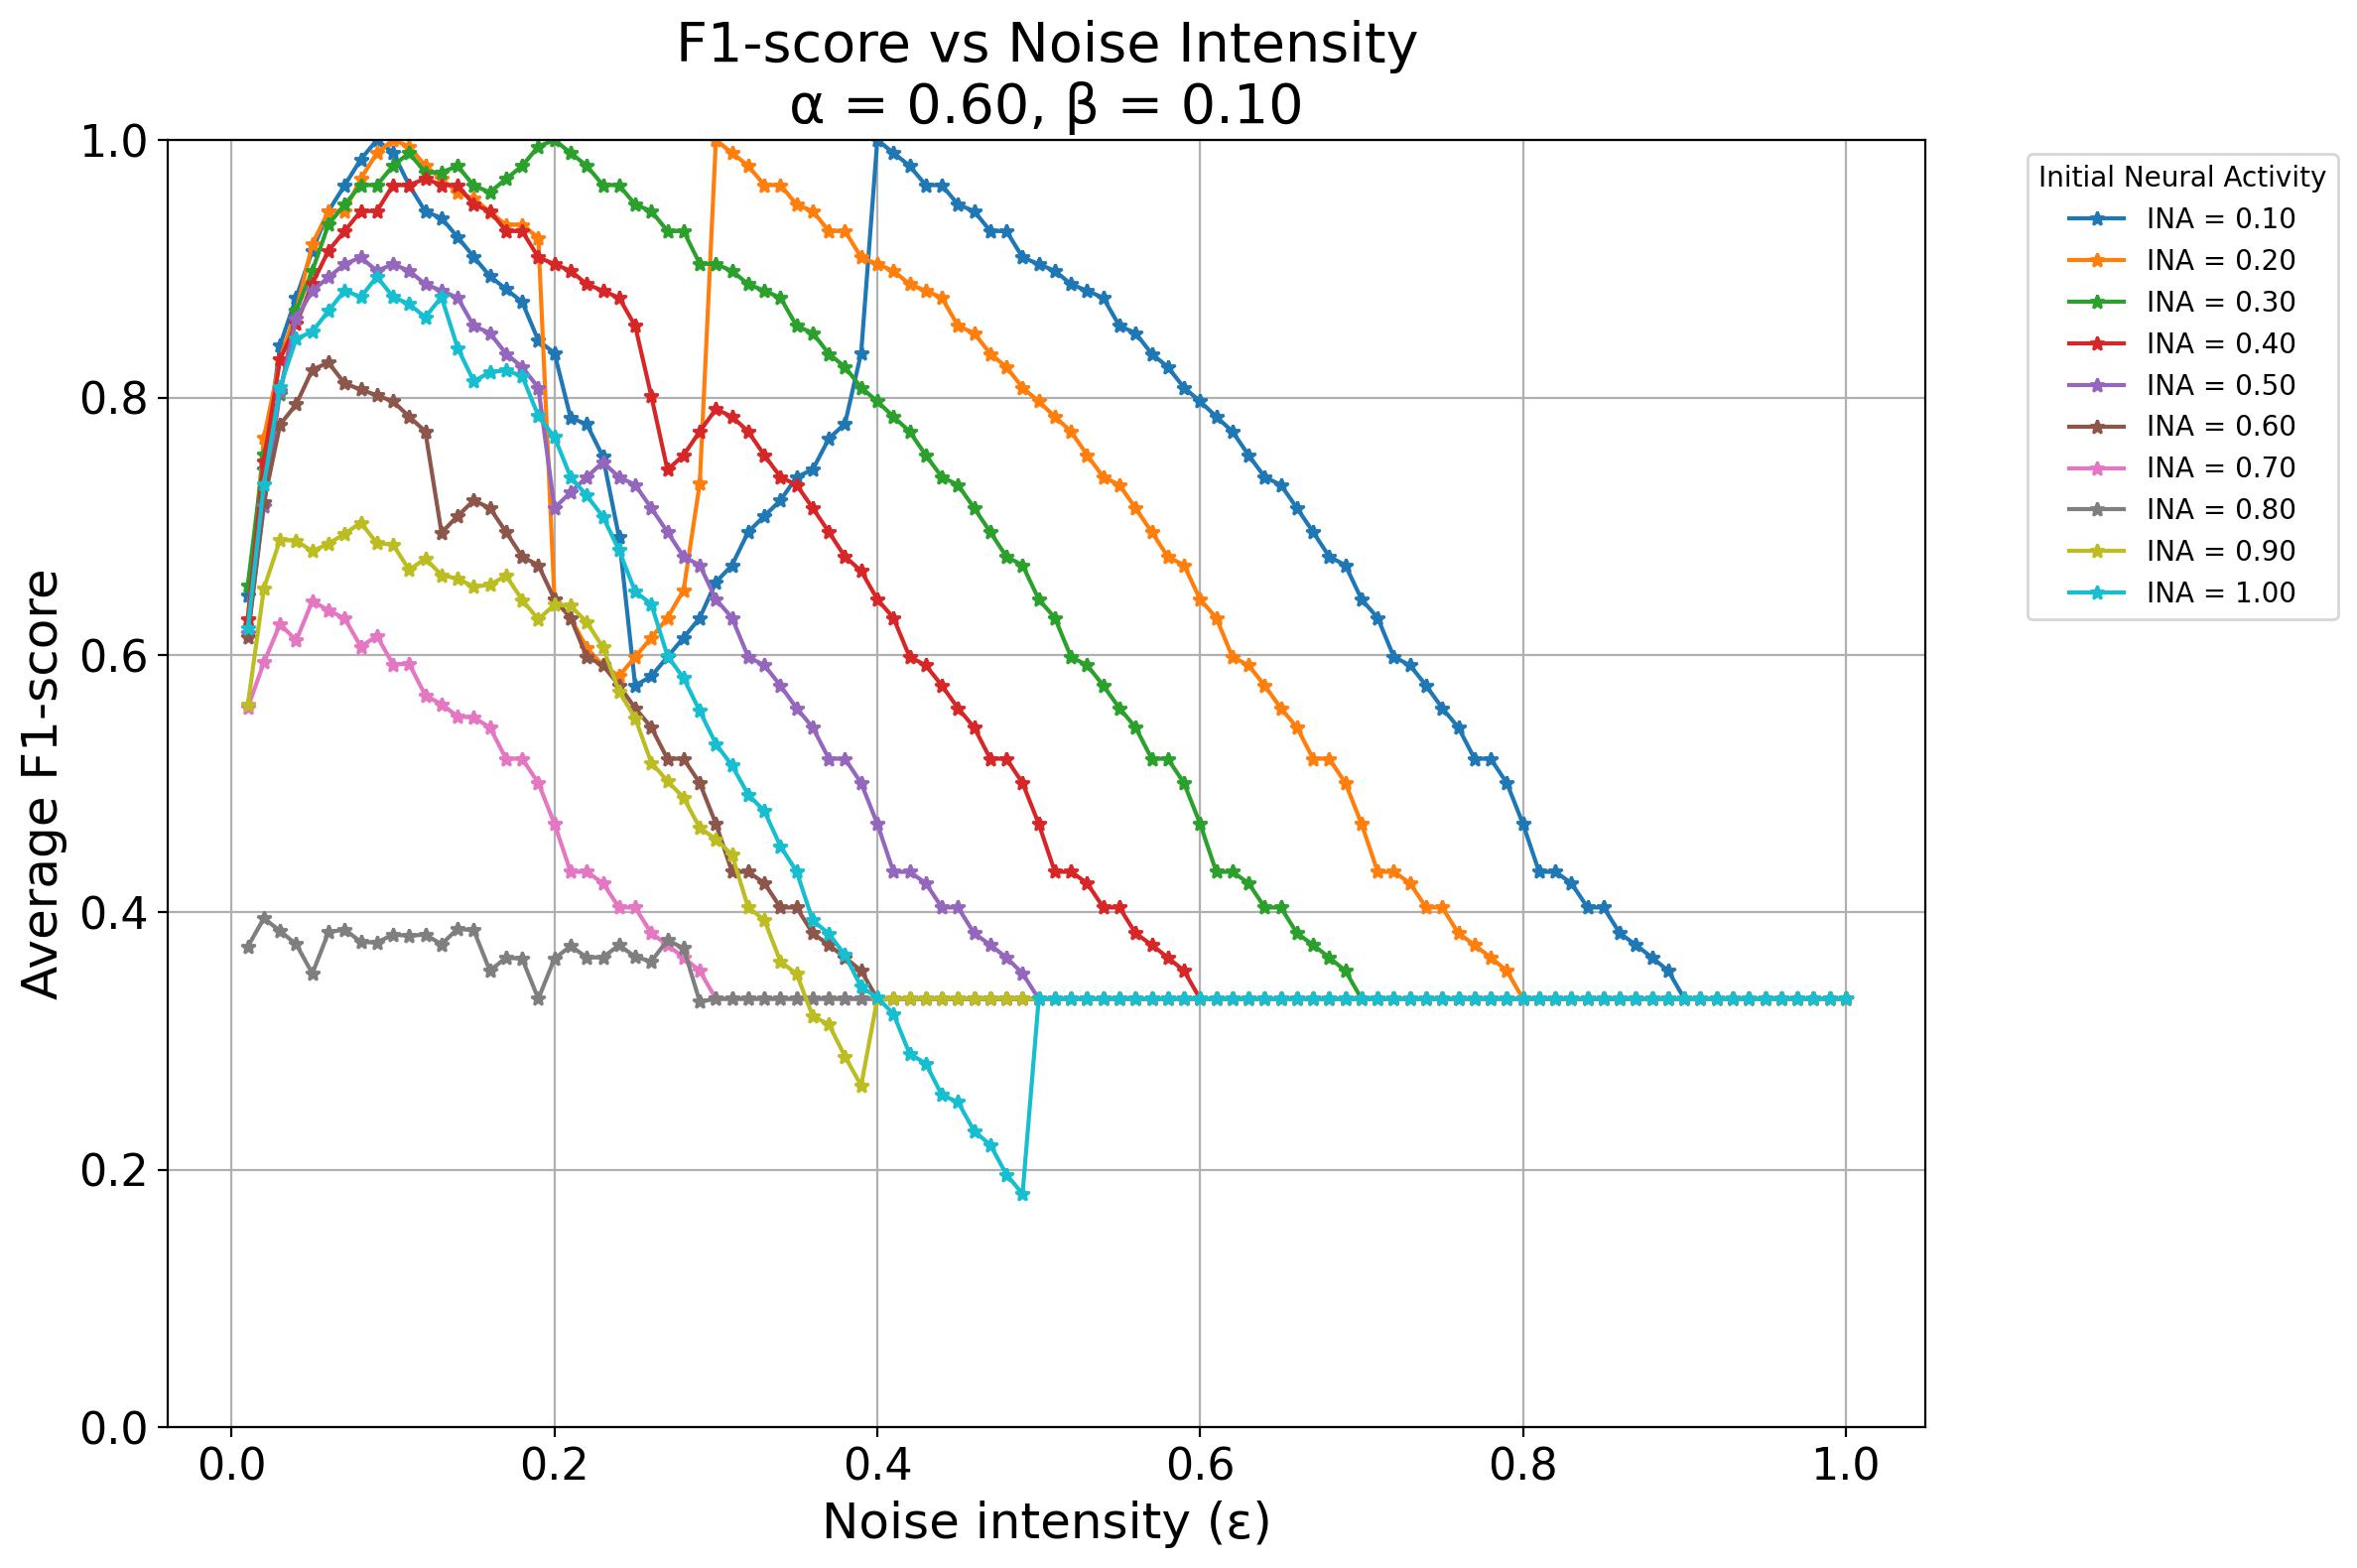 F1-score vs Noise Intensity
α = 0.60, β = 0.10
1.0
0.8
0.6
0.4
0.2
0.0
Average F1-score
0.0 0.2 0.4 0.6 0.8 1.0
Noise intensity (ε)
Initial Neural Activity
INA = 0.10
INA = 0.20
INA = 0.30
INA = 0.40
INA = 0.50
INA = 0.60
INA = 0.70
INA = 0.80
INA = 0.90
INA = 1.00